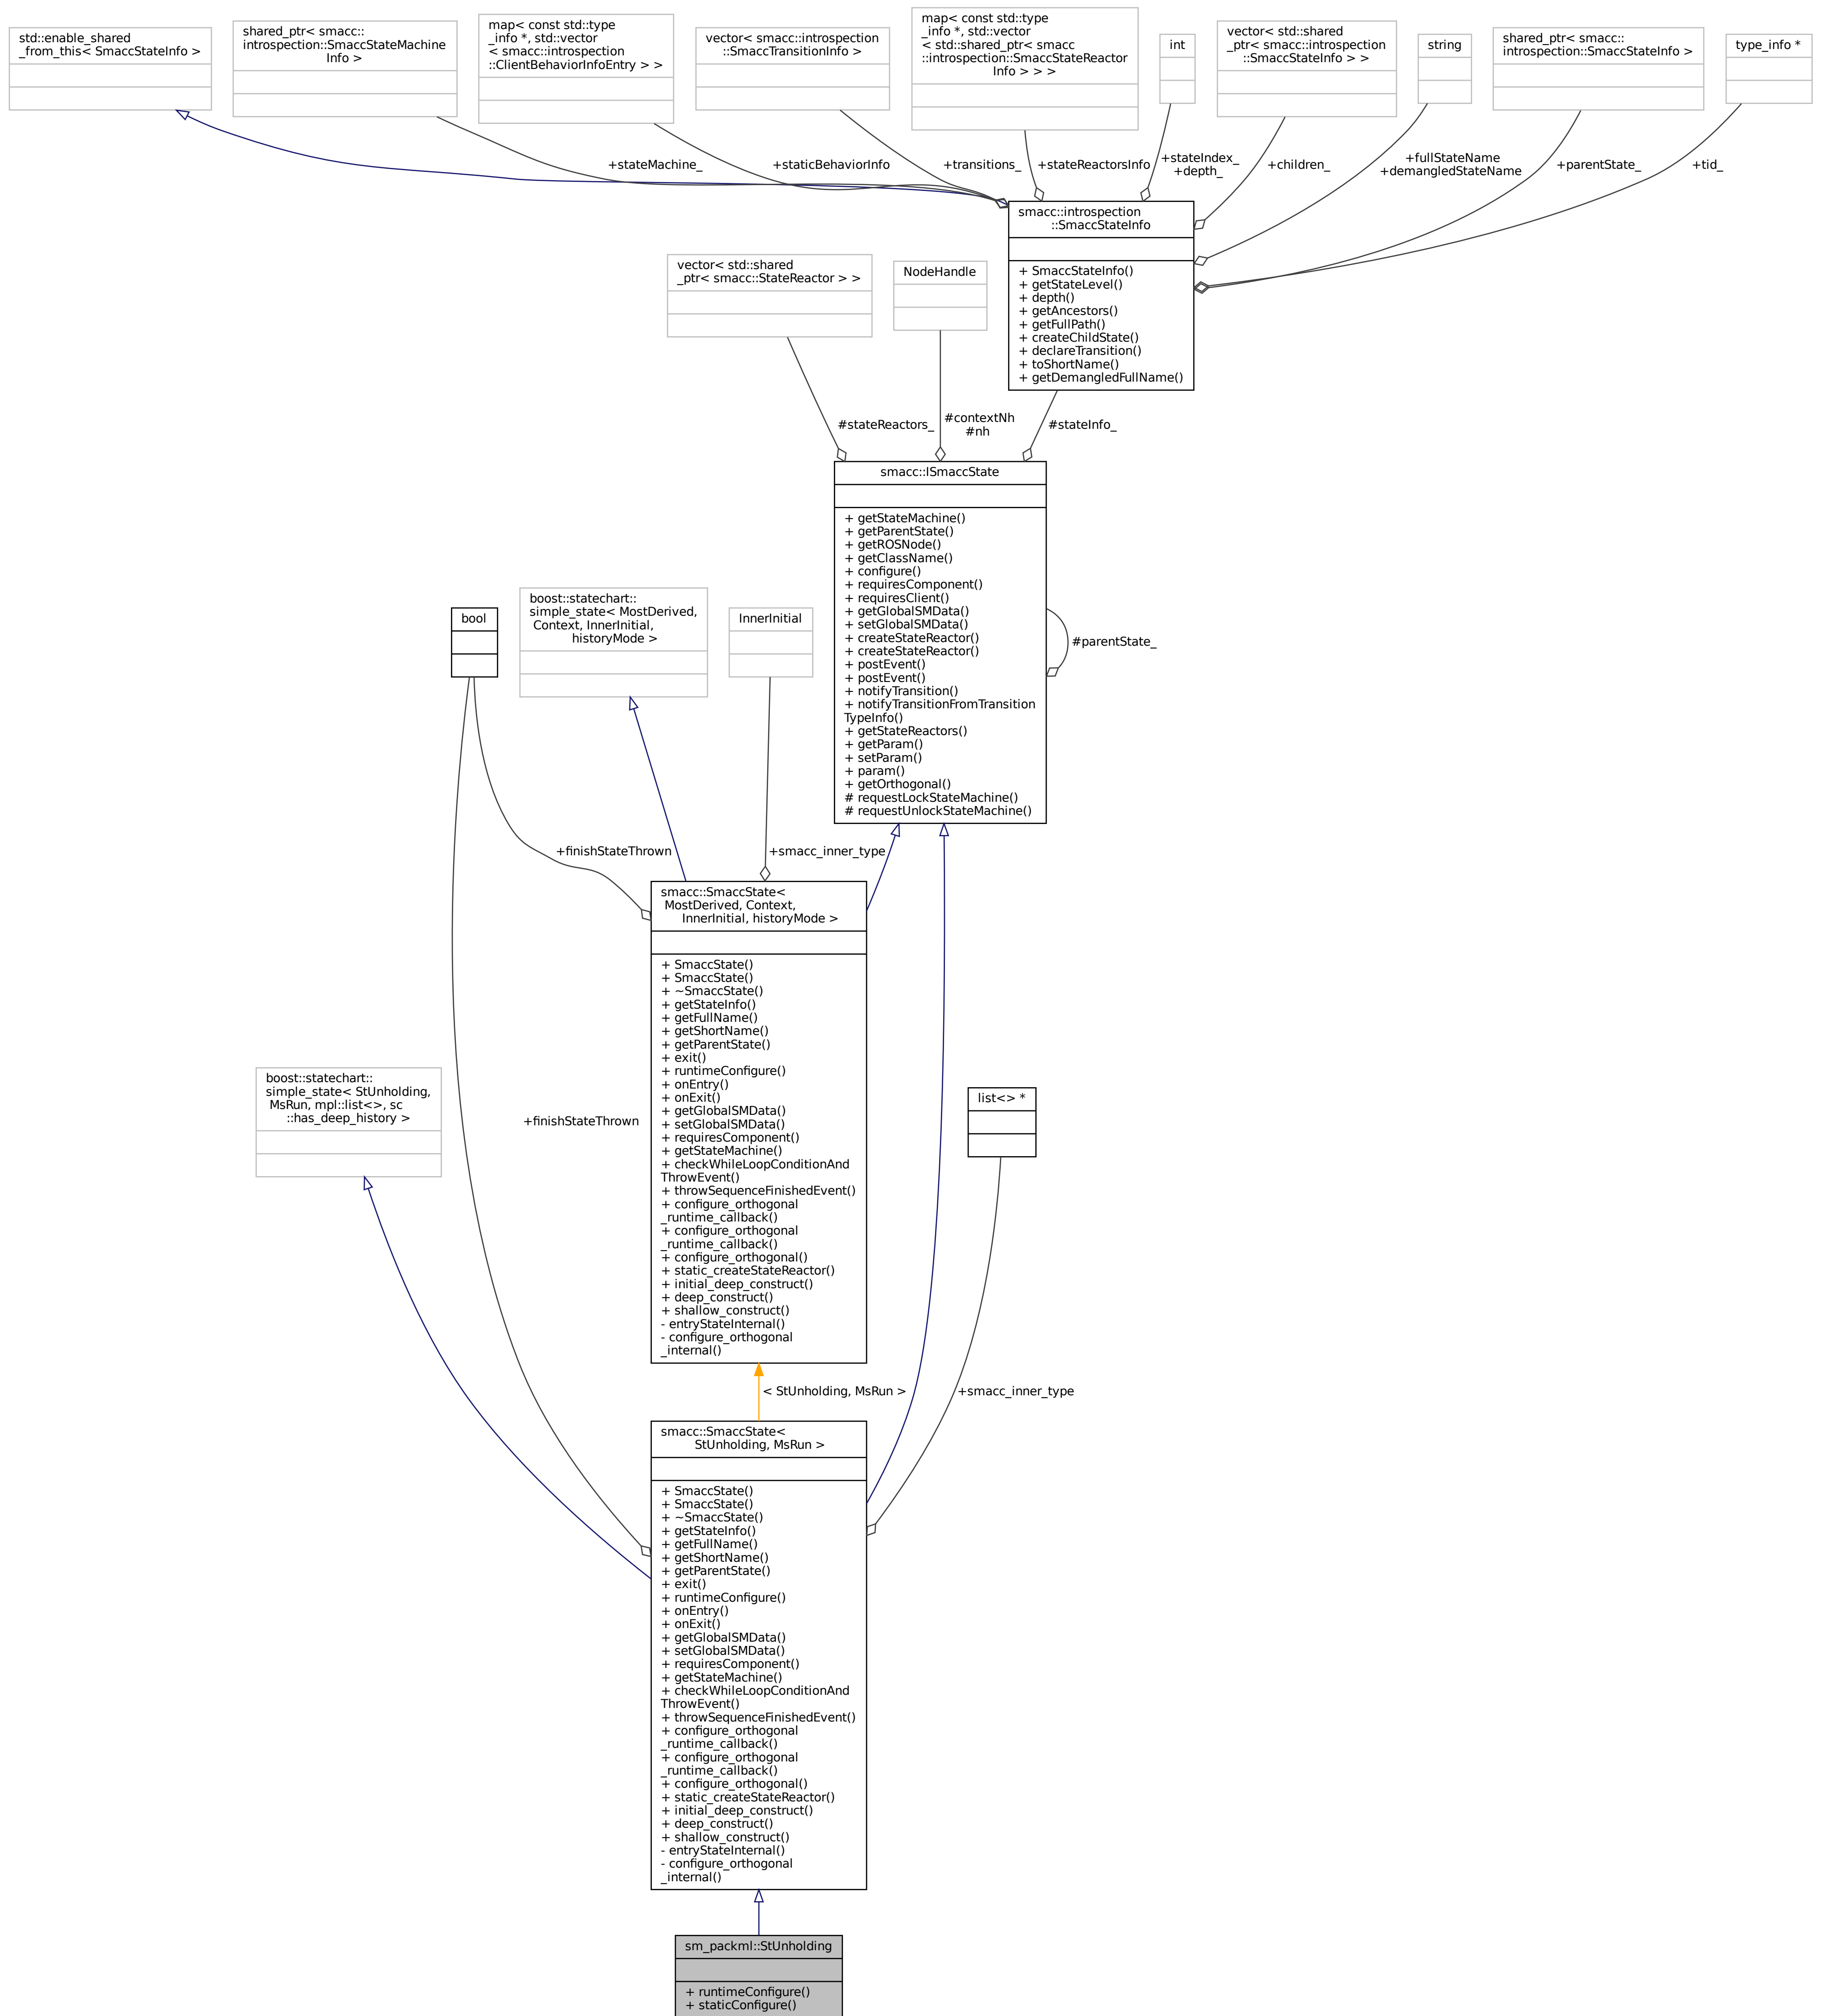 std::enable_shared
_from_this< SmaccStateInfo >
shared_ptr< smacc::
introspection::SmaccStateMachine
Info >
map< const std::type
_info *, std::vector
< smacc::introspection
::ClientBehaviorInfoEntry > >
vector< smacc::introspection
::SmaccTransitionInfo >
map< const std::type
_info *, std::vector
< std::shared_ptr< smacc
::introspection::SmaccStateReactor
Info > > >
int
vector< std::shared
_ptr< smacc::introspection
::SmaccStateInfo > >
string
shared_ptr< smacc::
introspection::SmaccStateInfo >
type_info *
+stateMachine_
+staticBehaviorInfo
+transitions_
+stateReactorsInfo
+stateIndex_
+depth_
+children_
+fullStateName
+demangledStateName
+parentState_
+tid_
smacc::introspection
::SmaccStateInfo
+ SmaccStateInfo()
+ getStateLevel()
+ depth()
+ getAncestors()
+ getFullPath()
+ createChildState()
+ declareTransition()
+ toShortName()
+ getDemangledFullName()
vector< std::shared
_ptr< smacc::StateReactor > >
NodeHandle
#stateReactors_
#contextNh
#nh
#stateInfo_
smacc::ISmaccState
+ getStateMachine()
+ getParentState()
+ getROSNode()
+ getClassName()
+ configure()
+ requiresComponent()
+ requiresClient()
+ getGlobalSMData()
+ setGlobalSMData()
+ createStateReactor()
+ createStateReactor()
+ postEvent()
+ postEvent()
+ notifyTransition()
+ notifyTransitionFromTransition
TypeInfo()
+ getStateReactors()
+ getParam()
+ setParam()
+ param()
+ getOrthogonal()
# requestLockStateMachine()
# requestUnlockStateMachine()
#parentState_
bool
boost::statechart::
simple_state< MostDerived,
Context, InnerInitial,
historyMode >
InnerInitial
+finishStateThrown
+smacc_inner_type
smacc::SmaccState<
MostDerived, Context,
InnerInitial, historyMode >
+ SmaccState()
+ SmaccState()
+ ~SmaccState()
+ getStateInfo()
+ getFullName()
+ getShortName()
+ getParentState()
+ exit()
+ runtimeConfigure()
+ onEntry()
+ onExit()
+ getGlobalSMData()
+ setGlobalSMData()
+ requiresComponent()
+ getStateMachine()
+ checkWhileLoopConditionAnd
ThrowEvent()
+ throwSequenceFinishedEvent()
+ configure_orthogonal
_runtime_callback()
+ configure_orthogonal
_runtime_callback()
+ configure_orthogonal()
+ static_createStateReactor()
+ initial_deep_construct()
+ deep_construct()
+ shallow_construct()
- entryStateInternal()
- configure_orthogonal
_internal()
boost::statechart::
simple_state< StUnholding,
MsRun, mpl::list<>, sc
::has_deep_history >
+finishStateThrown
list<> *
< StUnholding, MsRun >
+smacc_inner_type
smacc::SmaccState<
StUnholding, MsRun >
+ SmaccState()
+ SmaccState()
+ ~SmaccState()
+ getStateInfo()
+ getFullName()
+ getShortName()
+ getParentState()
+ exit()
+ runtimeConfigure()
+ onEntry()
+ onExit()
+ getGlobalSMData()
+ setGlobalSMData()
+ requiresComponent()
+ getStateMachine()
+ checkWhileLoopConditionAnd
ThrowEvent()
+ throwSequenceFinishedEvent()
+ configure_orthogonal
_runtime_callback()
+ configure_orthogonal
_runtime_callback()
+ configure_orthogonal()
+ static_createStateReactor()
+ initial_deep_construct()
+ deep_construct()
+ shallow_construct()
- entryStateInternal()
- configure_orthogonal
_internal()
sm_packml::StUnholding
+ runtimeConfigure()
+ staticConfigure()